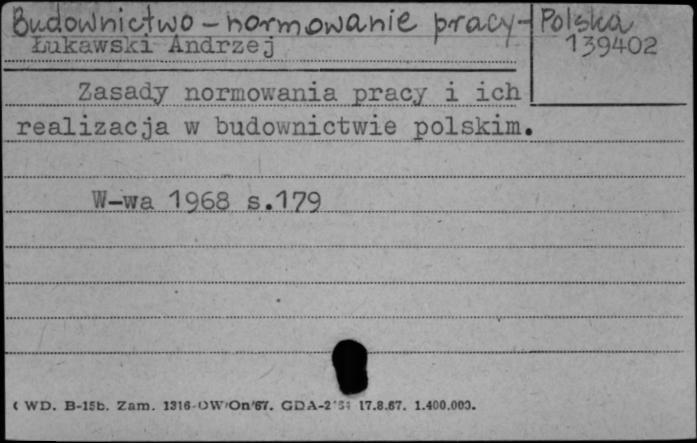 Budownictwo - normowanie pracy - Polska
Łukawski Andrzej
139402
Zasady normowania pracy i ich
realizacja w budownictwie polskim.
W-wa 1968 s.179
WD. B-15b. Zam. 1316-OW/On/67. GDA-2 17.8.67. 1.400.000.